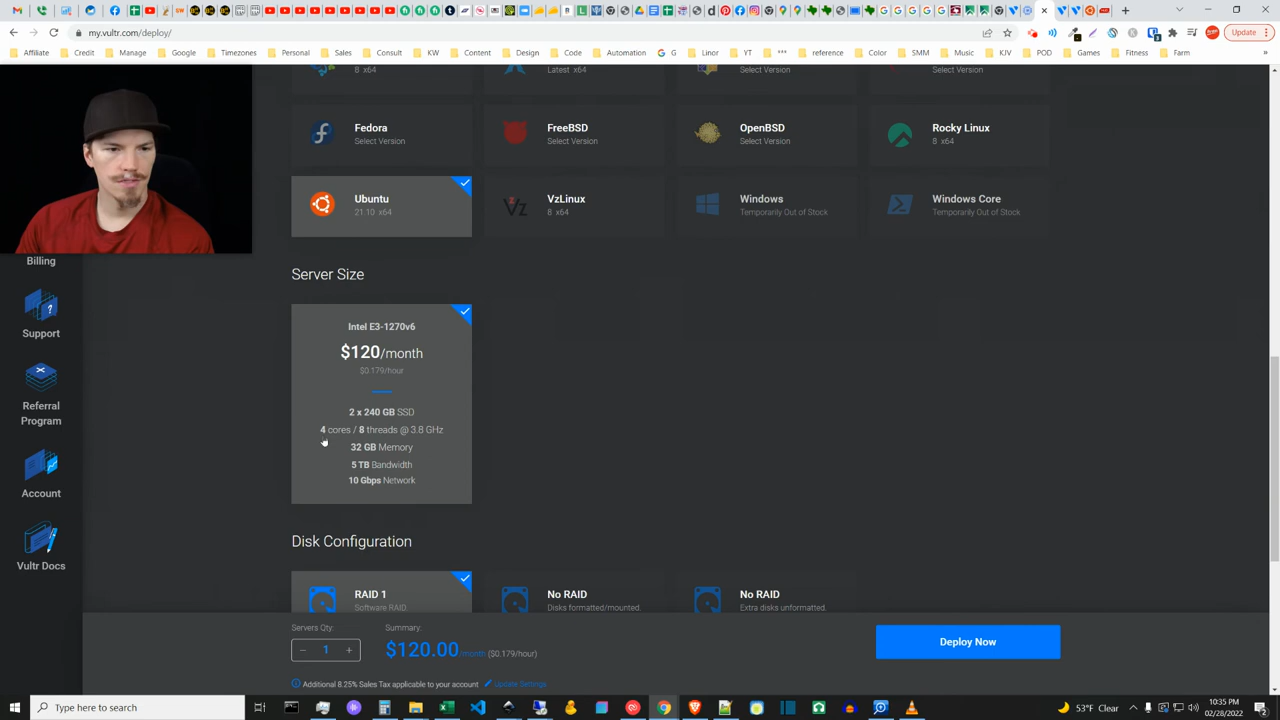 my.vultr.com/deploy/
Update
Affiliate
Credit
Manage
Google
Timezones
Personal
Sales
Consult
KW
Content
Design
Code
Automation
G
Linor
YT
***
reference
Color
SMM
Music
KJV
POD
Games
Fitness
Farm
8 x64
Latest x64
Select Version
Select Version
Fedora
Select Version
FreeBSD
Select Version
OpenBSD
Select Version
Rocky Linux
8 x64
Ubuntu
21.10 x64
VzLinux
8 x64
Windows
Temporarily Out of Stock
Windows Core
Temporarily Out of Stock
Billing
Support
Referral
Program
Account
Vultr Docs
Server Size
Intel E3-1270v6
$120/month
$0.179/hour
2 x 240 GB SSD
4 cores / 8 threads @ 3.8 GHz
32 GB Memory
5 TB Bandwidth
10 Gbps Network
Disk Configuration
RAID 1
Software RAID.
No RAID
Disks formatted/mounted.
No RAID
Extra disks unformatted.
Servers Qty:
1
Summary:
$120.00/month ($0.179/hour)
Deploy Now
Additional 8.25% Sales Tax applicable to your account
Update Settings
Type here to search
53°F Clear
10:35 PM
02/28/2022